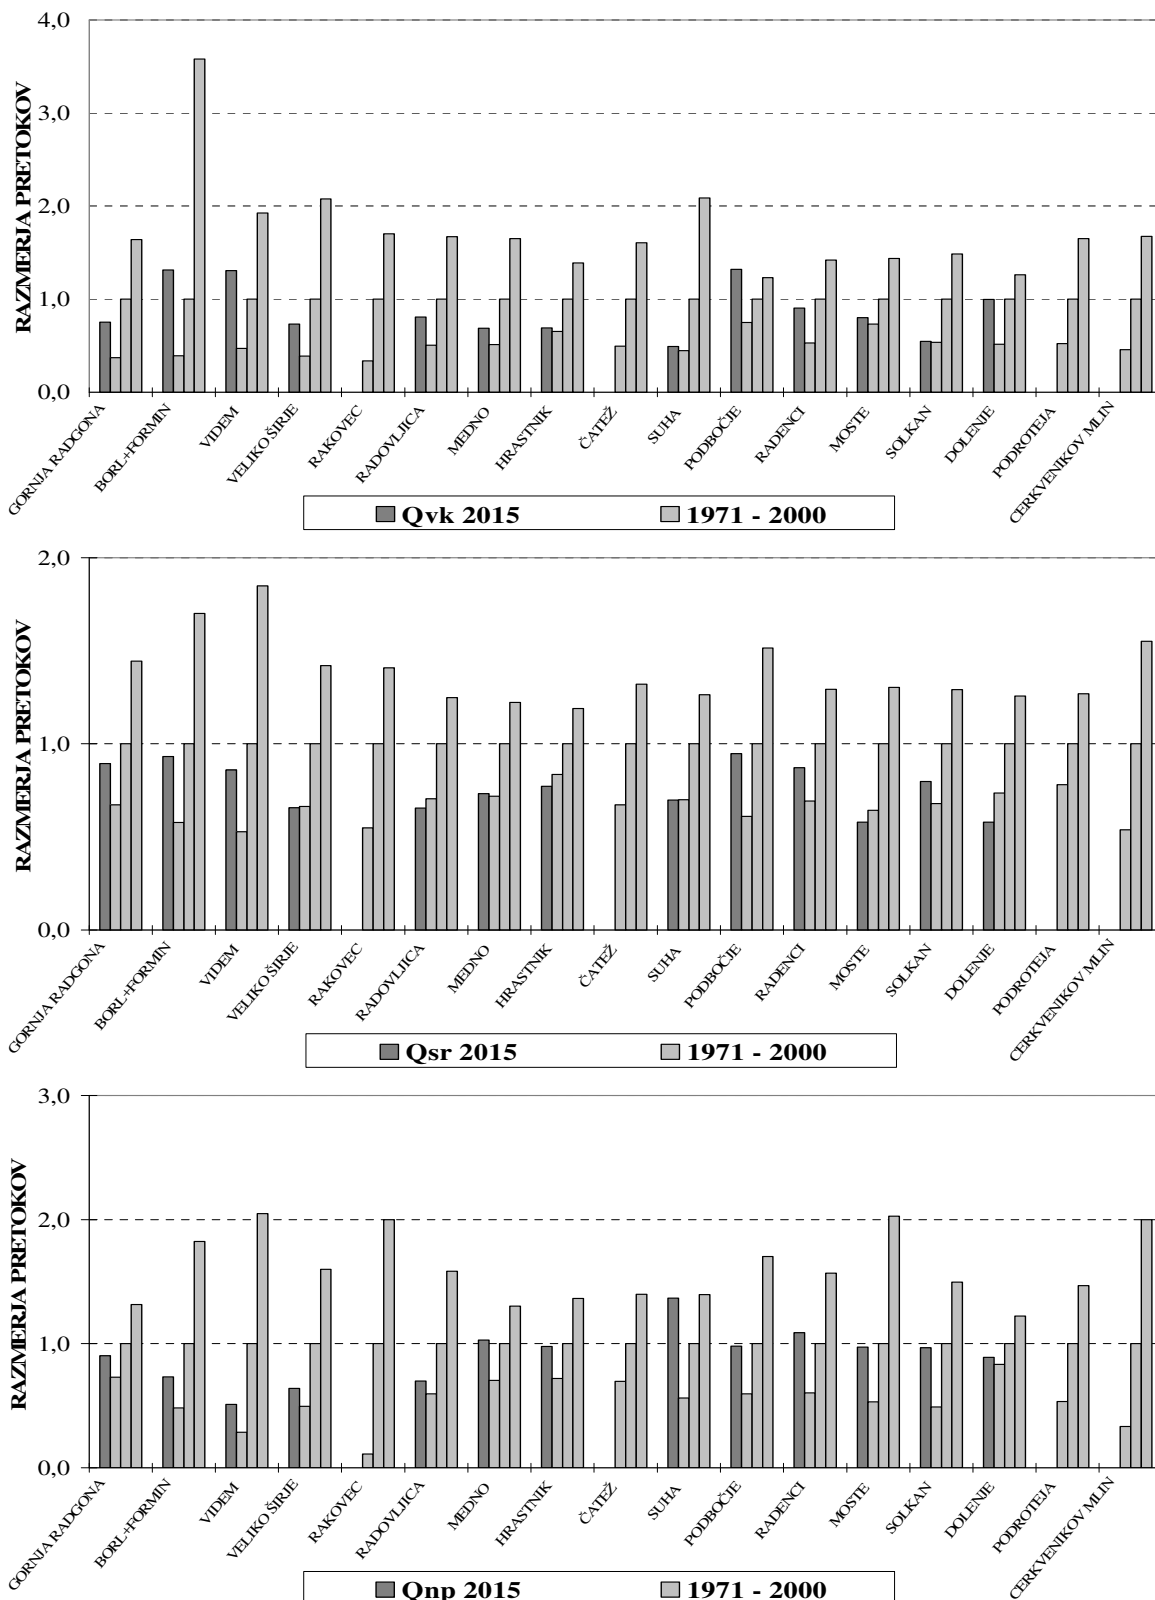 4,0
3,0
2,0
1,0
0,0
RAZMERJA PRETOKOV
GORNJA RADGONA
BORL+FORMIN
VIDEM
VELIKO ŠIRJE
RAKOVEC
RADOVLJICA
MEDNO
HRASTNIK
ČATEŽ
SUHA
PODBOČJE
RADENCI
MOSTE
SOLKAN
DOLENJE
PODROTEJA
CERKVENIKOV MLIN
Qvk 2015 1971 - 2000
2,0
1,0
0,0
RAZMERJA PRETOKOV
GORNJA RADGONA
BORL+FORMIN
VIDEM
VELIKO ŠIRJE
RAKOVEC
RADOVLJICA
MEDNO
HRASTNIK
ČATEŽ
SUHA
PODBOČJE
RADENCI
MOSTE
SOLKAN
DOLENJE
PODROTEJA
CERKVENIKOV MLIN
Qsr 2015 1971 - 2000
3,0
2,0
1,0
0,0
RAZMERJA PRETOKOV
GORNJA RADGONA
BORL+FORMIN
VIDEM
VELIKO ŠIRJE
RAKOVEC
RADOVLJICA
MEDNO
HRASTNIK
ČATEŽ
SUHA
PODBOČJE
RADENCI
MOSTE
SOLKAN
DOLENJE
PODROTEJA
CERKVENIKOV MLIN
Qnp 2015 1971 - 2000